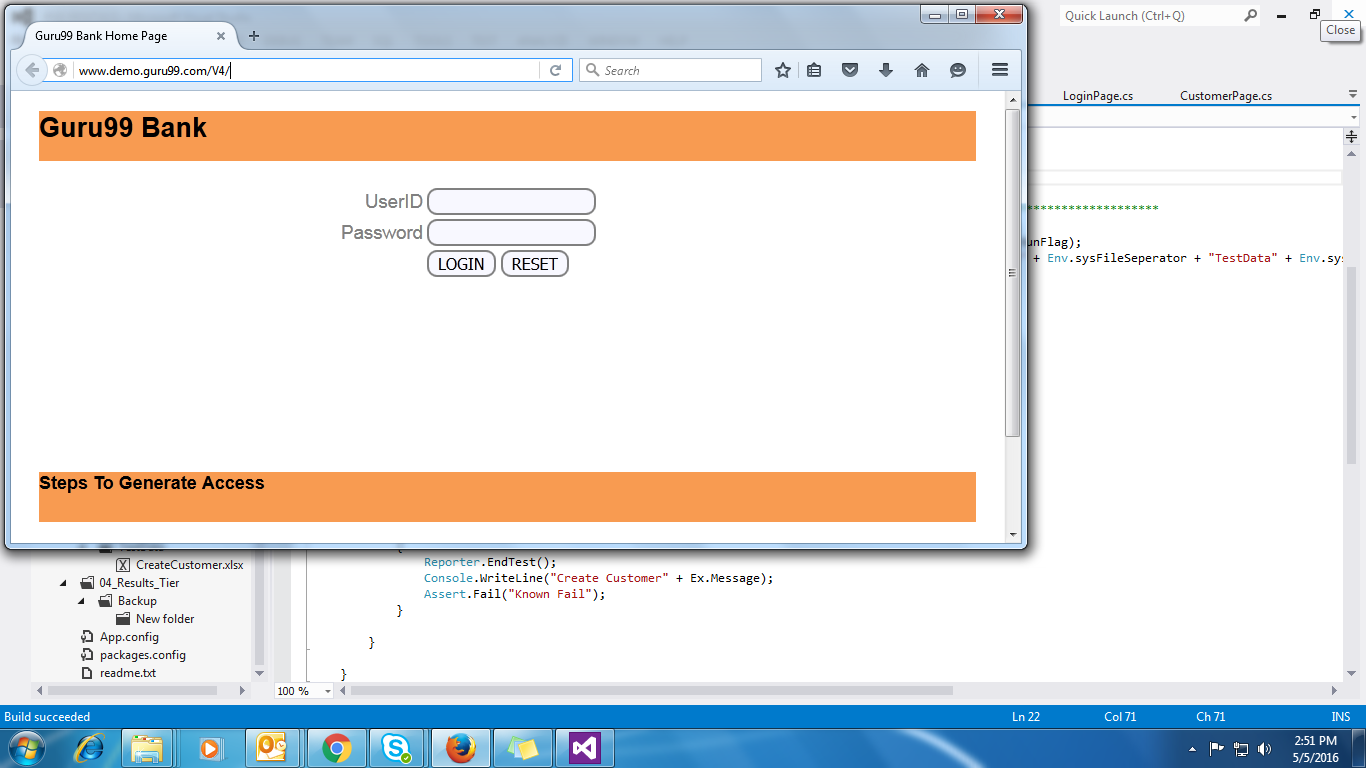 Guru99 Bank Home Page
www.demo.guru99.com/V4/
Search
Guru99 Bank
UserID
Password
LOGIN RESET
Steps To Generate Access
Quick Launch (Ctrl+Q)
Close
LoginPage.cs CustomerPage.cs
*******************
unFlag);
+ Env.sysFileSeperator + "TestData" + Env.sys
CreateCustomer.xlsx
04_Results_Tier
Backup
New folder
App.config
packages.config
readme.txt
{
Reporter.EndTest();
Console.WriteLine("Create Customer" + Ex.Message);
Assert.Fail("Known Fail");
}
}
}
100 %
Build succeeded
Ln 22 Col 71 Ch 71 INS
2:51 PM
5/5/2016